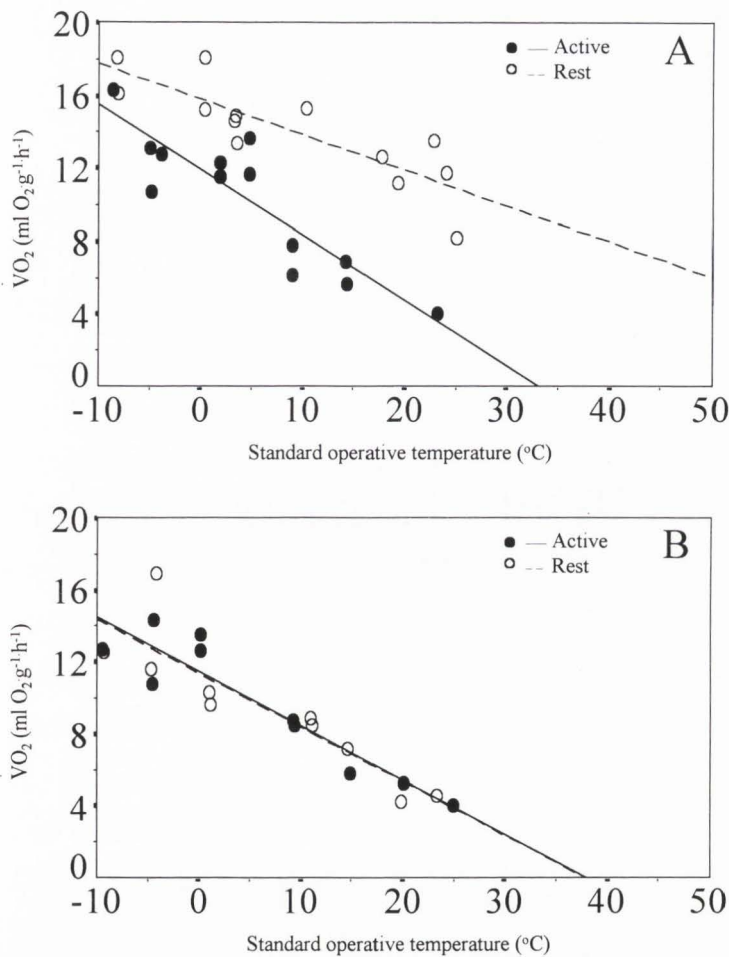 20
16
12
8
4
0
VO2 (ml O2·g-1·h-1)
● — Active
○ -- Rest
A
-10 0 10 20 30 40 50
Standard operative temperature (ºC)
20
16
12
8
4
0
VO2 (ml O2·g-1·h-1)
● — Active
○ -- Rest
B
-10 0 10 20 30 40 50
Standard operative temperature (ºC)